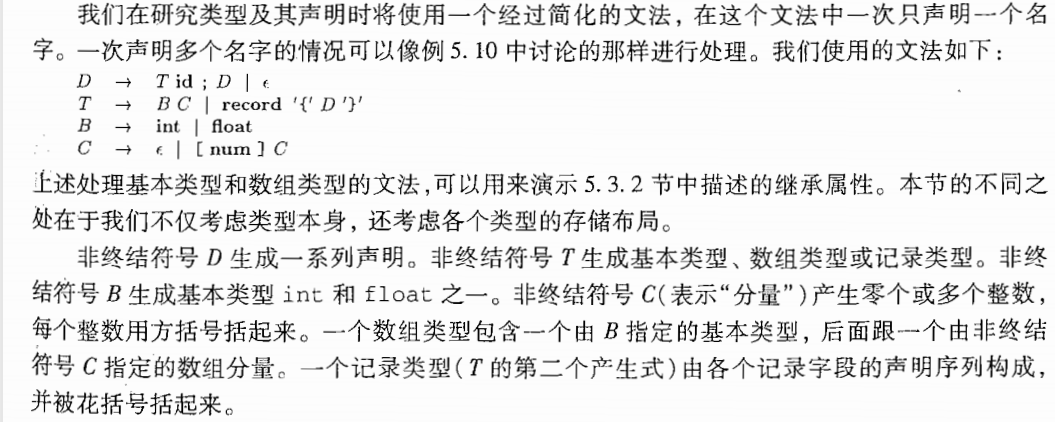 我们在研究类型及其声明时将使用一个经过简化的文法，在这个文法中一次只声明一个名
字。一次声明多个名字的情况可以像例 5.10 中讨论的那样进行处理。我们使用的文法如下：
D → T id ; D | ϵ
T → B C | record '{' D '}'
B → int | float
C → ϵ | [ num ] C
上述处理基本类型和数组类型的文法，可以用来演示 5.3.2 节中描述的继承属性。本节的不同之
处在于我们不仅考虑类型本身，还考虑各个类型的存储布局。
非终结符号 D 生成一系列声明。非终结符号 T 生成基本类型、数组类型或记录类型。非终
结符号 B 生成基本类型 int 和 float 之一。非终结符号 C(表示“分量”)产生零个或多个整数，
每个整数用方括号括起来。一个数组类型包含一个由 B 指定的基本类型，后面跟一个由非终结
符号 C 指定的数组分量。一个记录类型(T 的第二个产生式)由各个记录字段的声明序列构成，
并被花括号括起来。